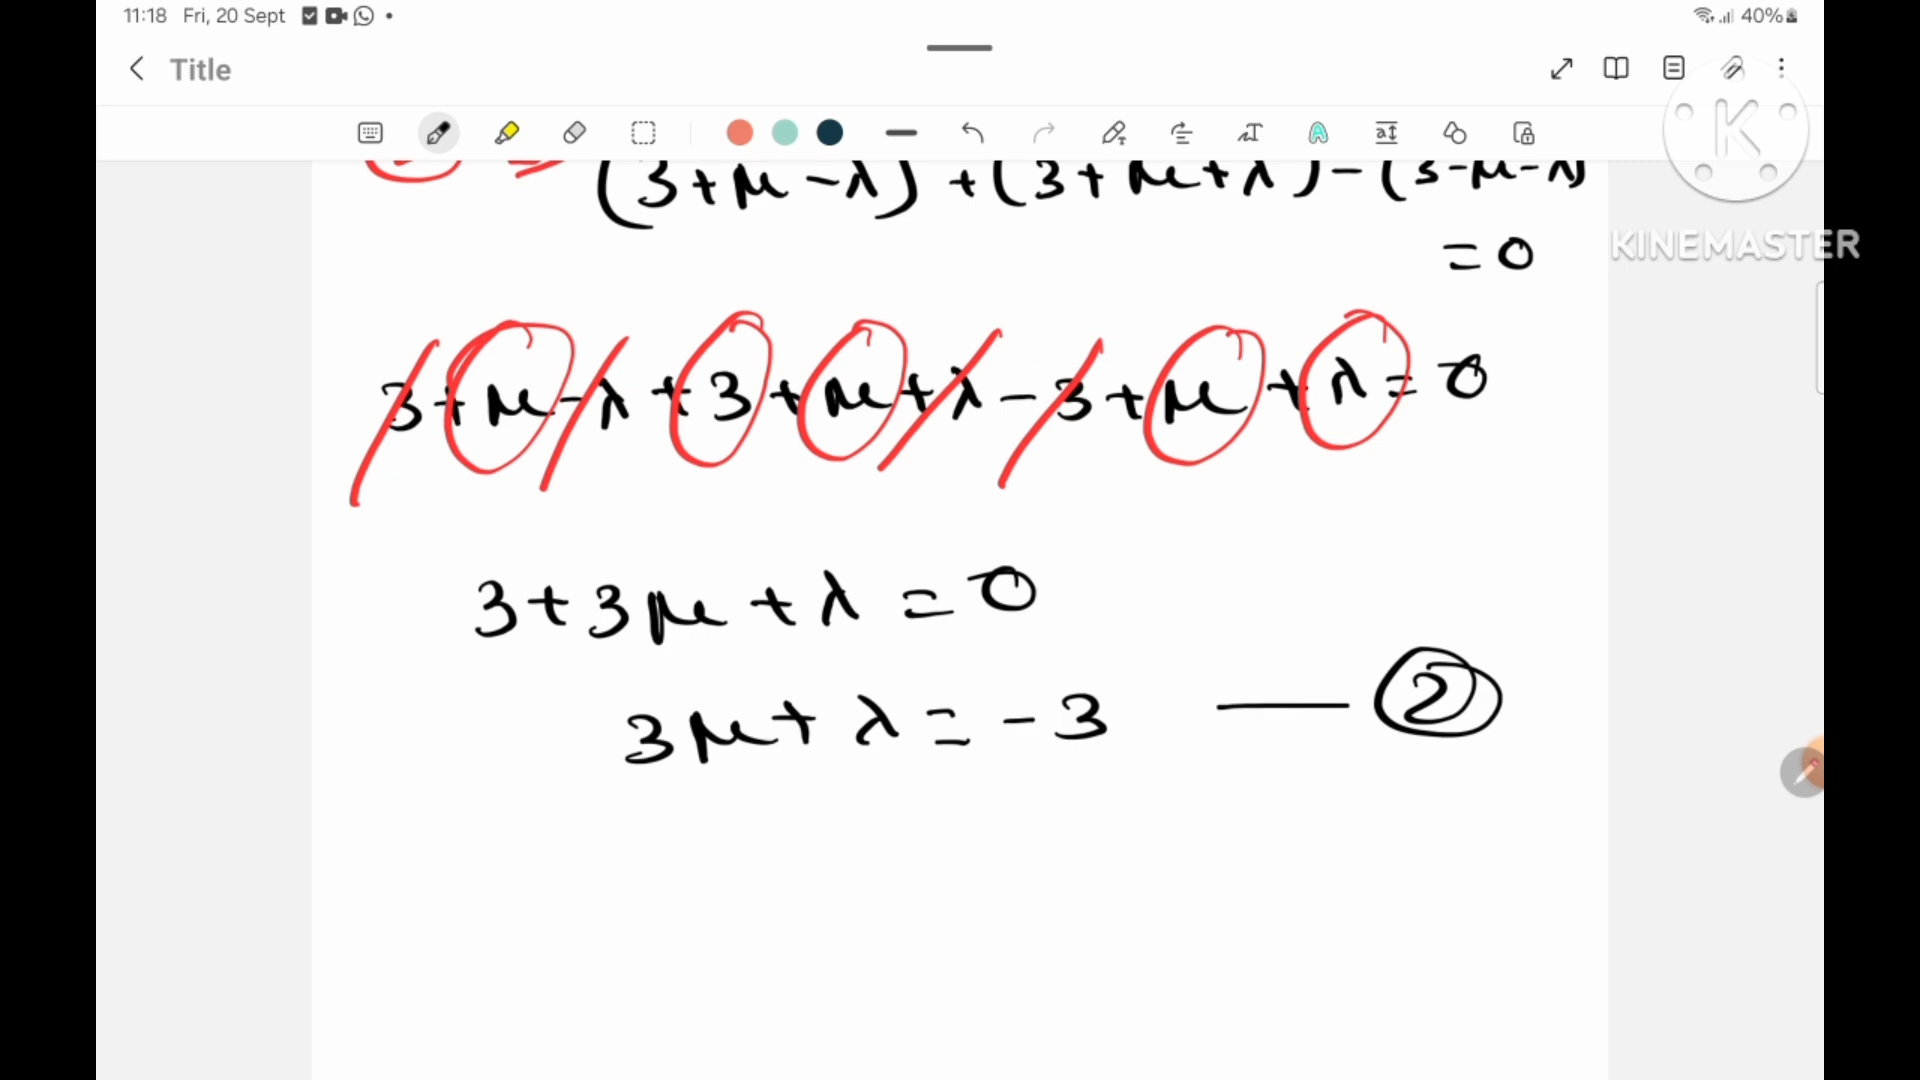 11:18 Fri, 20 Sept 40%
Title
(3+μ-λ) + (3+μ+λ) - (3-μ-λ)
= 0
KINEMASTER
3+μ-λ+3+μ+λ-3+μ+λ=0
3+3μ+λ=0
3μ+λ=-3 — ②